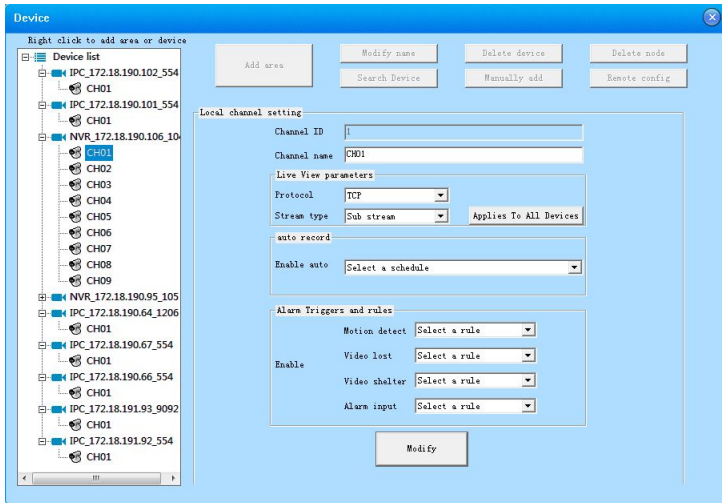 Device
Right click to add area or device
Device list
IPC_172.18.190.102_554
CH01
IPC_172.18.190.101_554
CH01
NVR_172.18.190.106_10
CH01
CH02
CH03
CH04
CH05
CH06
CH07
CH08
CH09
NVR_172.18.190.95_105
IPC_172.18.190.64_1206
CH01
IPC_172.18.190.67_554
CH01
IPC_172.18.190.66_554
CH01
IPC_172.18.191.93_9092
CH01
IPC_172.18.191.92_554
CH01
Add area
Modify name
Delete device
Delete node
Search Device
Manually add
Remote config
Local channel setting
Channel ID 1
Channel name CH01
Live View parameters
Protocol TCP
Stream type Sub stream Applies To All Devices
auto record
Enable auto Select a schedule
Alarm Triggers and rules
Motion detect Select a rule
Video lost Select a rule
Enable
Video shelter Select a rule
Alarm input Select a rule
Modify